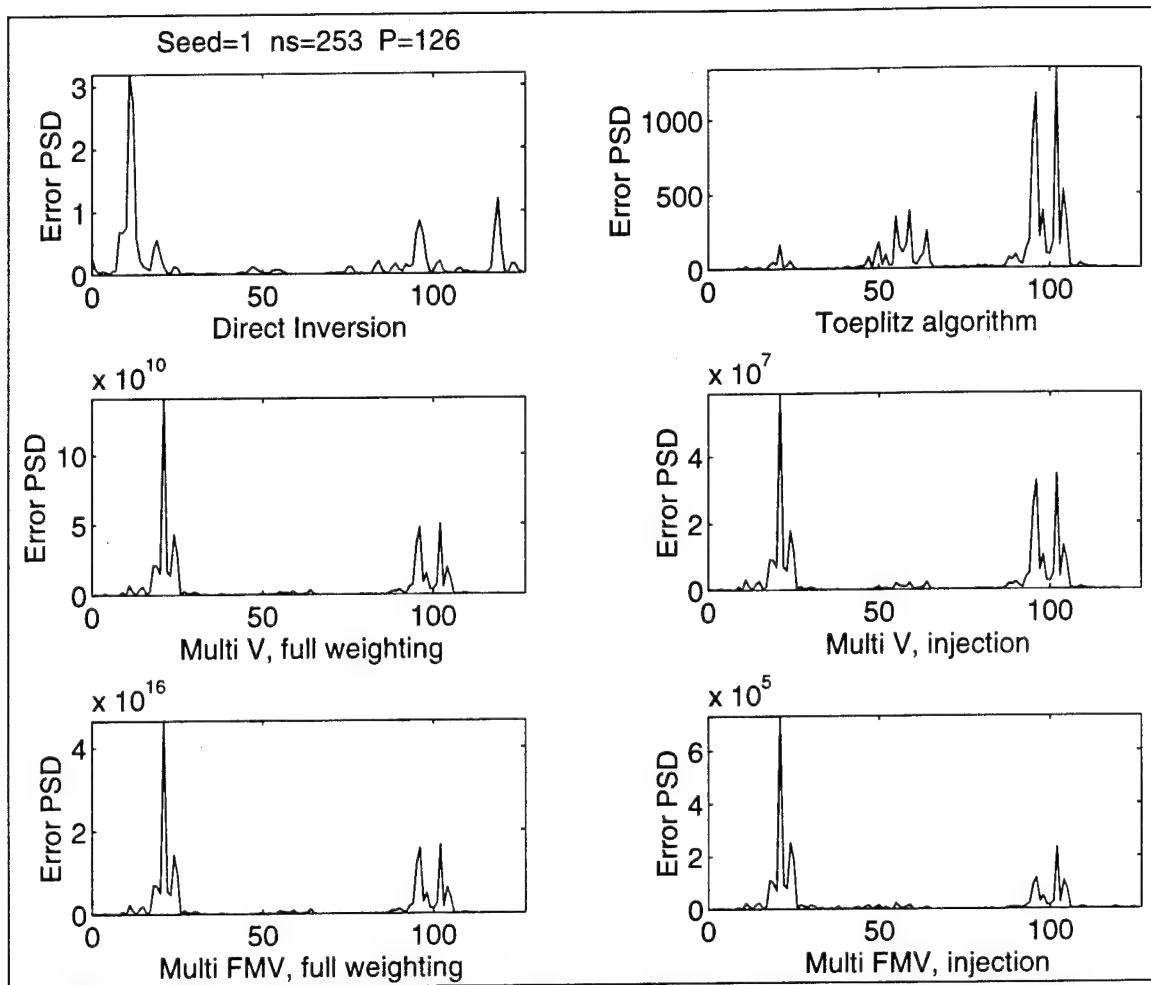 Seed=1 ns=253 P=126
Error PSD
3
2
1
0
0 50 100
Direct Inversion
Error PSD
1000
500
0
0 50 100
Toeplitz algorithm
x 10^10
Error PSD
10
5
0
0 50 100
Multi V, full weighting
x 10^7
Error PSD
4
2
0
0 50 100
Multi V, injection
x 10^16
Error PSD
4
2
0
0 50 100
Multi FMV, full weighting
x 10^5
Error PSD
6
4
2
0
0 50 100
Multi FMV, injection